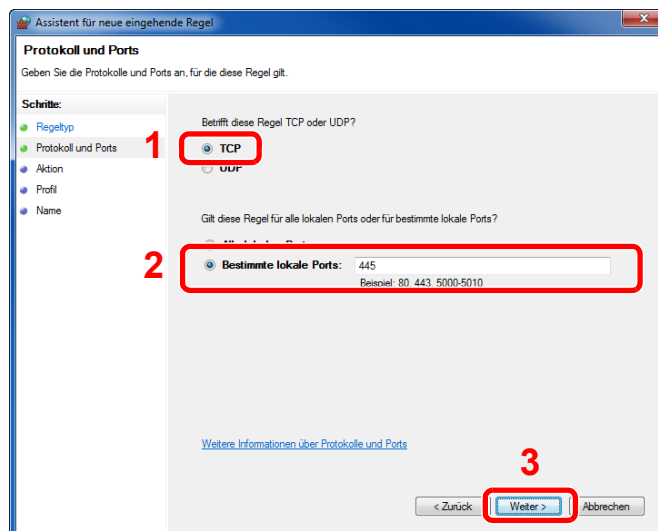 Assistent für neue eingehende Regel
Protokoll und Ports
Geben Sie die Protokolle und Ports an, für die diese Regel gilt.
Schritte:
Regeltyp
Protokoll und Ports
Aktion
Profil
Name
1
Betrifft diese Regel TCP oder UDP?
TCP
UDP
Gilt diese Regel für alle lokalen Ports oder für bestimmte lokale Ports?
2
Bestimmte lokale Ports: 445
Beispiel: 80, 443, 5000-5010
Weitere Informationen über Protokolle und Ports
3
< Zurück Weiter > Abbrechen